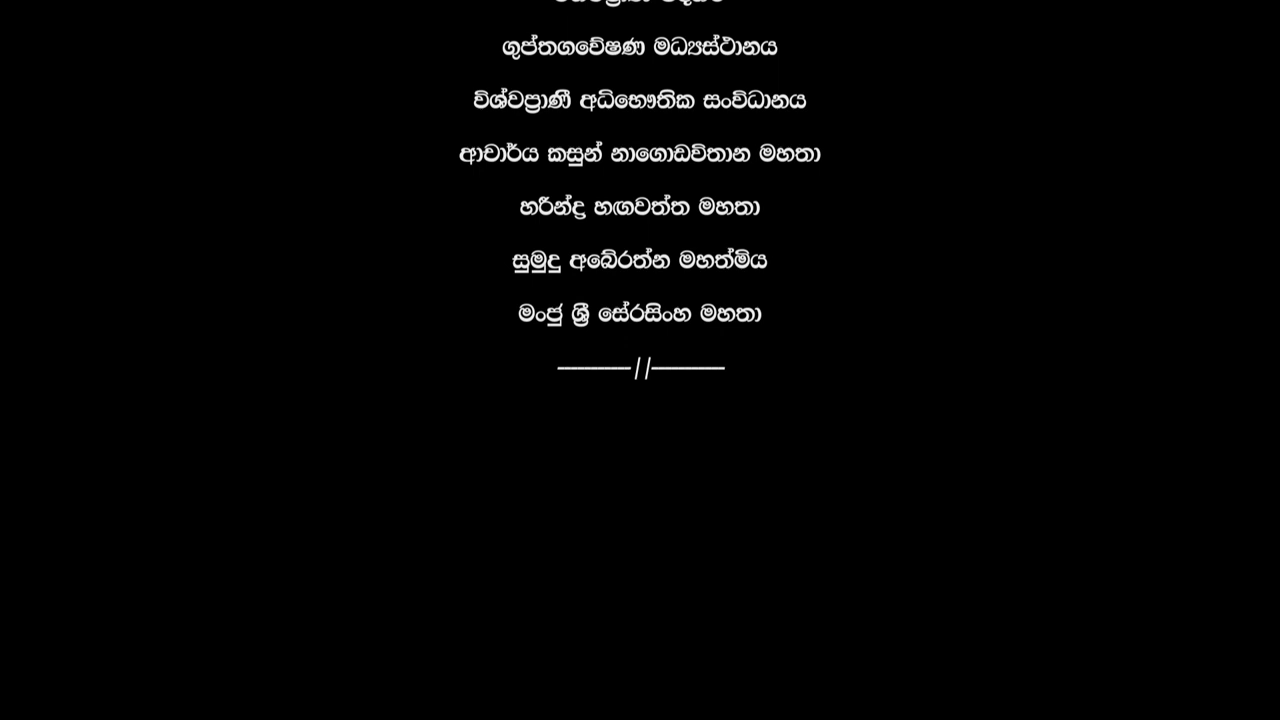 ගුප්තගවේෂණ මධ්‍යස්ථානය
විශ්වප්‍රාණී අධිභෞතික සංවිධානය
ආචාර්ය කසුන් නාගොඩවිතාන මහතා
හරීන්ද්‍ර හඟවත්ත මහතා
සුමුදු අබේරත්න මහත්මිය
මංජු ශ්‍රී සේරසිංහ මහතා
————//————